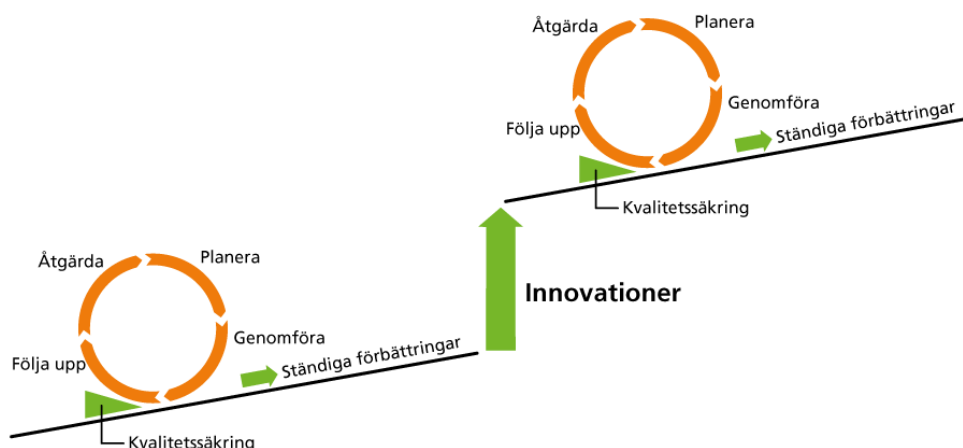 Åtgärda
Planera
Genomföra
Följa upp
Ständiga förbättringar
Kvalitetssäkring
Innovationer
Åtgärda
Planera
Genomföra
Följa upp
Ständiga förbättringar
Kvalitetssäkring